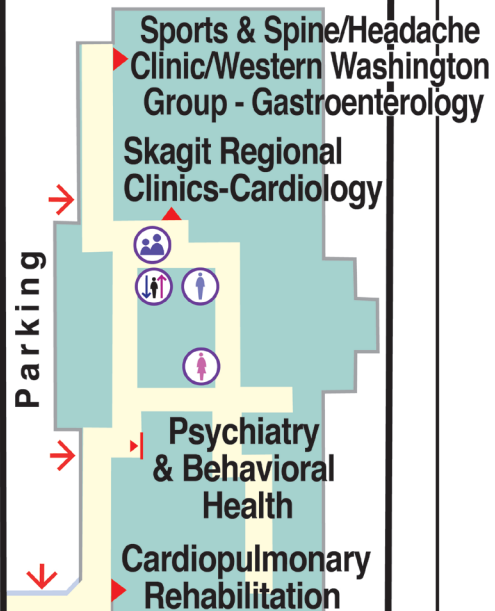 Sports & Spine/Headache
Clinic/Western Washington
Group - Gastroenterology
Skagit Regional
Clinics-Cardiology
Parking
Psychiatry
& Behavioral
Health
Cardiopulmonary
Rehabilitation